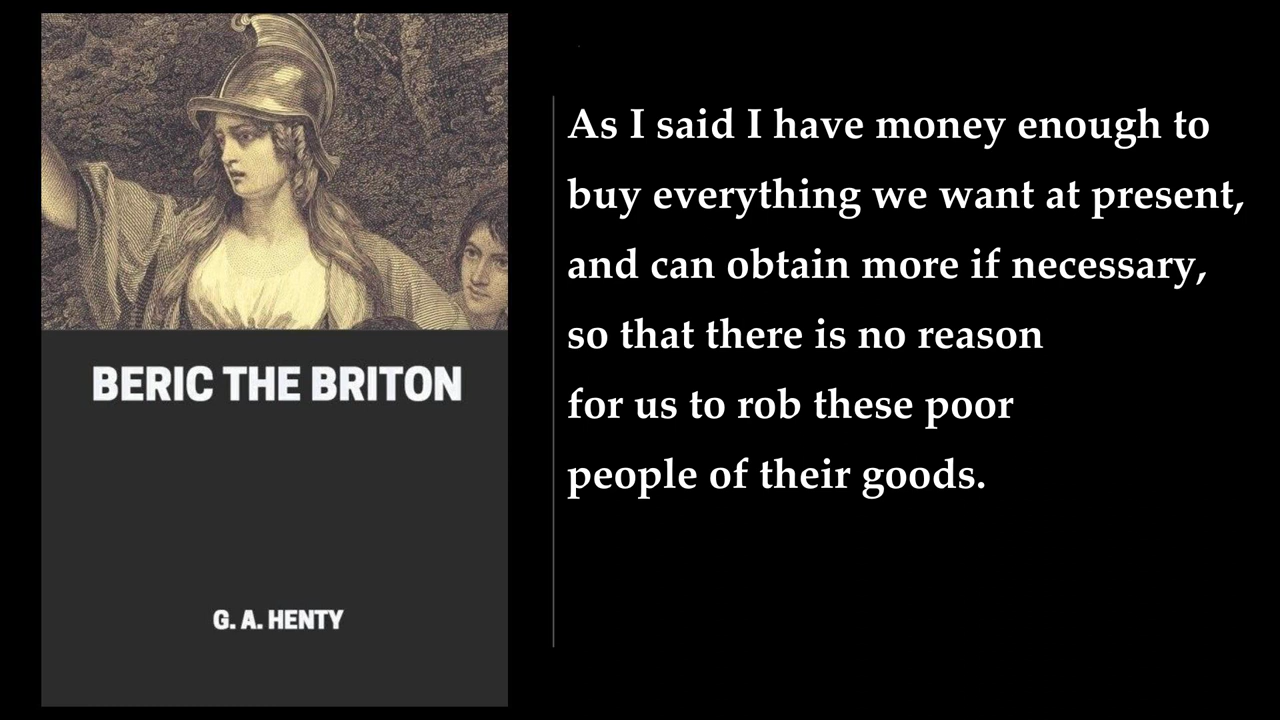 BERIC THE BRITON
G. A. HENTY
As I said I have money enough to
buy everything we want at present,
and can obtain more if necessary,
so that there is no reason
for us to rob these poor
people of their goods.